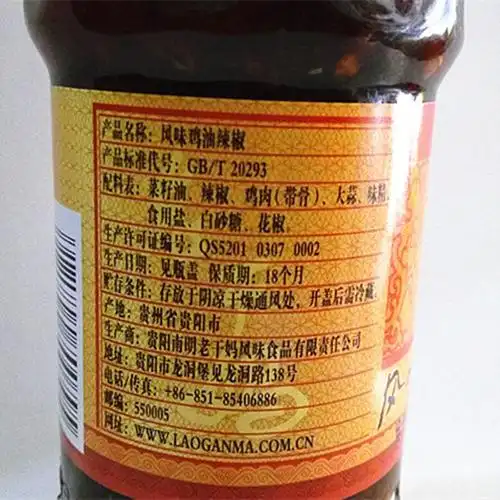 产品名称：风味鸡油辣椒
产品标准代号：GB/T 20293
配料表：菜籽油、辣椒、鸡肉(带骨)、大蒜、味精、
食用盐、白砂糖、花椒
生产许可证编号：QS5201 0307 0002
生产日期：见瓶盖 保质期：18个月
贮存条件：存放于阴凉干燥通风处，开盖后需冷藏
产地：贵州省贵阳市
生产商：贵阳南明老干妈风味食品有限责任公司
地址：贵阳市龙洞堡见龙洞路138号
电话/传真：+86-851-85406886
邮编：550005
网址：WWW.LAOGANMA.COM.CN
风